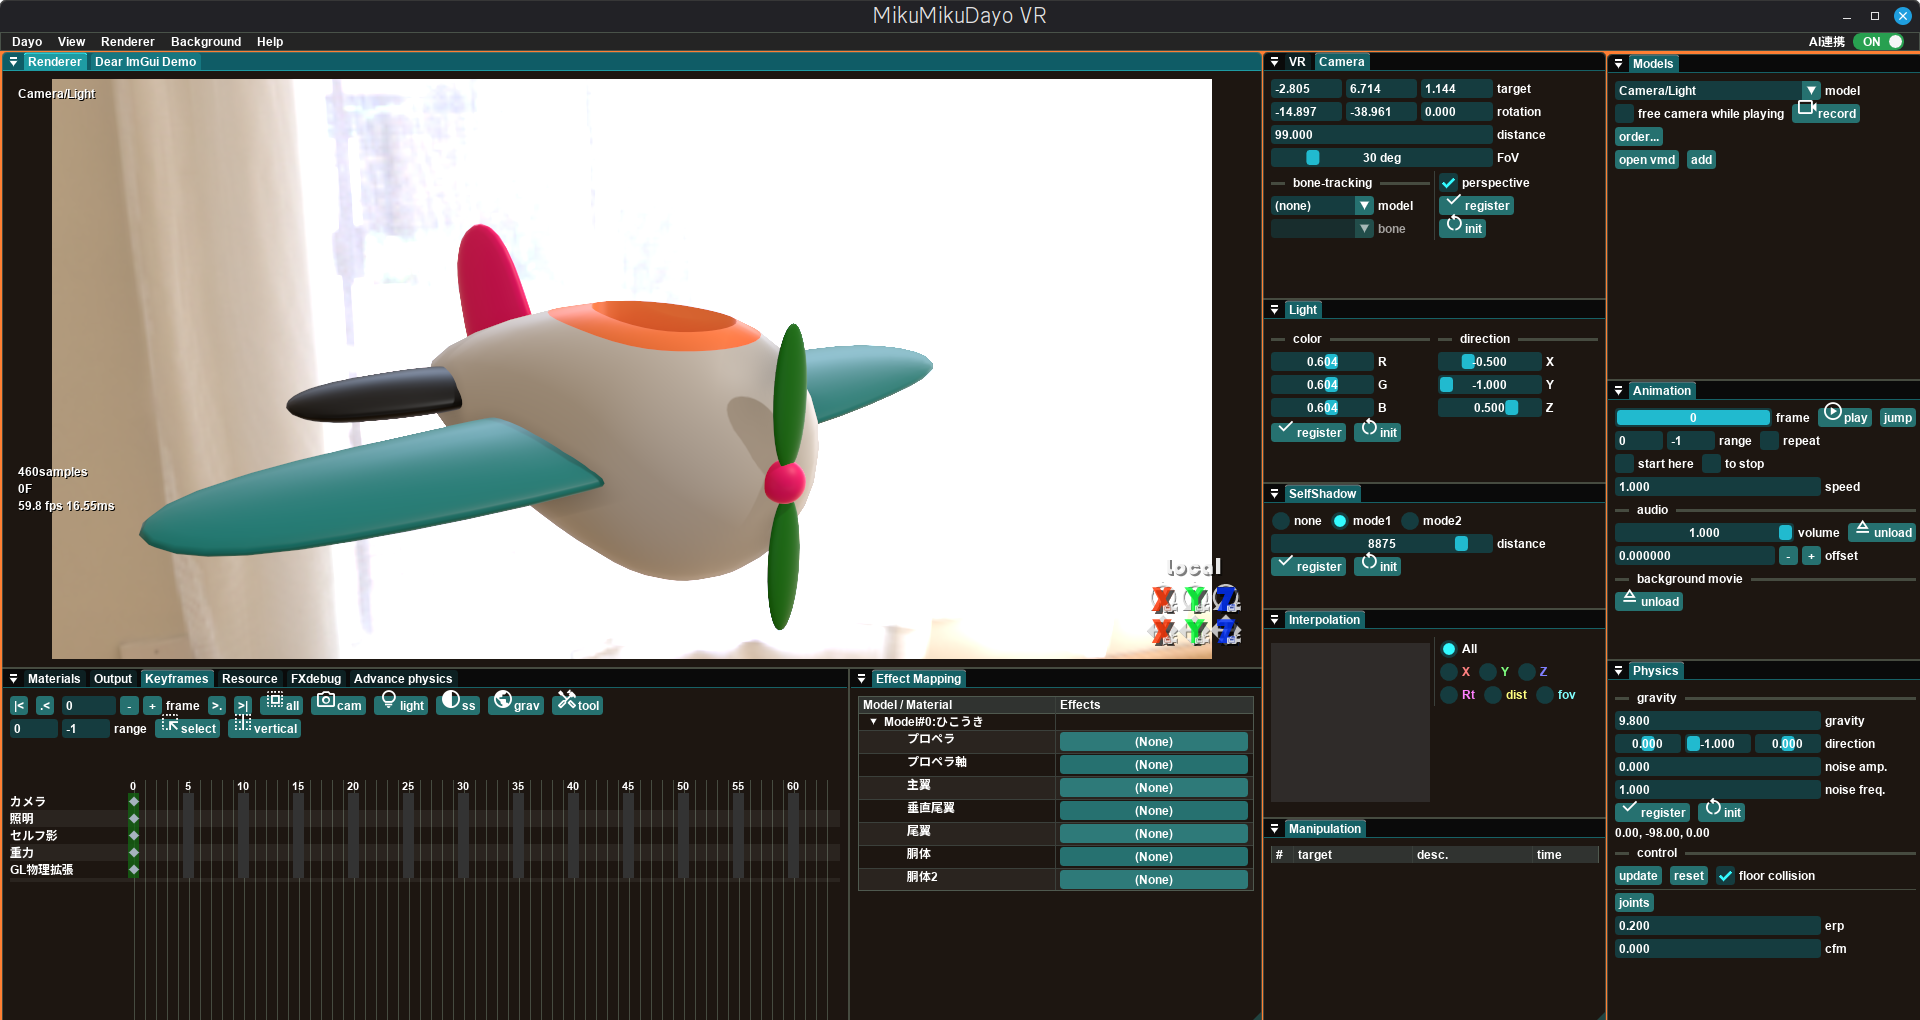 MikuMikuDayo VR
Dayo View Renderer Background Help
AI連携 ON
Renderer Dear ImGui Demo
Camera/Light
460samples
0F
59.8 fps 16.55ms
local
X Y Z
X Y Z
VR Camera
-2.805 6.714 1.144 target
-14.897 -38.961 0.000 rotation
99.000 distance
30 deg FoV
bone-tracking perspective
(none) model register
bone init
Light
color direction
0.604 R -0.500 X
0.604 G -1.000 Y
0.604 B 0.500 Z
register init
SelfShadow
none mode1 mode2
8875 distance
register init
Interpolation
All
X Y Z
Rt dist fov
Manipulation
# target desc. time
Models
Camera/Light model
free camera while playing record
order...
open vmd add
Animation
0 frame play jump
0 -1 range repeat
start here to stop
1.000 speed
audio
1.000 volume unload
0.000000 - + offset
background movie
unload
Physics
gravity
9.800 gravity
0.000 -1.000 0.000 direction
0.000 noise amp.
1.000 noise freq.
register init
0.00, -98.00, 0.00
control
update reset floor collision
joints
0.200 erp
0.000 cfm
Materials Output Keyframes Resource FXdebug Advance physics
|< .< 0 - + frame >. >| all cam light ss grav tool
0 -1 range select vertical
0 5 10 15 20 25 30 35 40 45 50 55 60
カメラ
照明
セルフ影
重力
GL物理拡張
Effect Mapping
Model / Material Effects
Model#0:ひこうき
プロペラ (None)
プロペラ軸 (None)
主翼 (None)
垂直尾翼 (None)
尾翼 (None)
胴体 (None)
胴体2 (None)